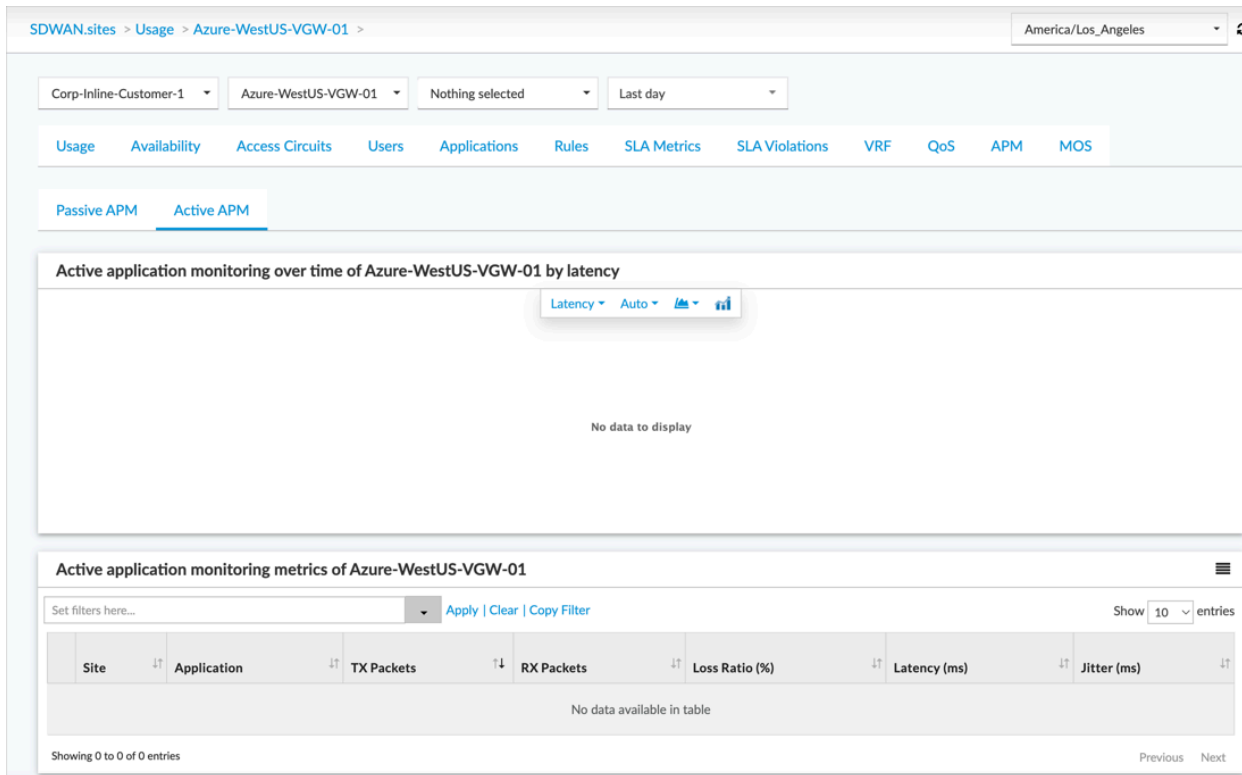 SDWAN.sites > Usage > Azure-WestUS-VGW-01 >
America/Los_Angeles
Corp-Inline-Customer-1 Azure-WestUS-VGW-01 Nothing selected Last day
Usage Availability Access Circuits Users Applications Rules SLA Metrics SLA Violations VRF QoS APM MOS
Passive APM Active APM
Active application monitoring over time of Azure-WestUS-VGW-01 by latency
Latency Auto
No data to display
Active application monitoring metrics of Azure-WestUS-VGW-01
Set filters here... Apply | Clear | Copy Filter Show 10 entries
Site Application TX Packets RX Packets Loss Ratio (%) Latency (ms) Jitter (ms)
No data available in table
Showing 0 to 0 of 0 entries Previous Next